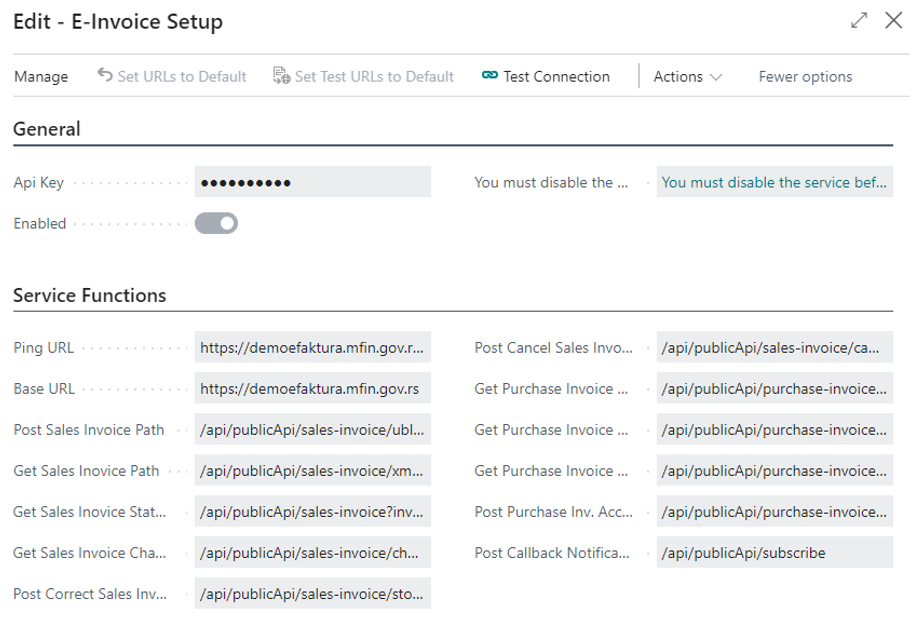 Edit - E-Invoice Setup
Manage Set URLs to Default Set Test URLs to Default Test Connection Actions Fewer options
General
Api Key ●●●●●●●●●● You must disable the ... You must disable the service bef...
Enabled
Service Functions
Ping URL https://demoefaktura.mfin.gov.r... Post Cancel Sales Invo... /api/publicApi/sales-invoice/ca...
Base URL https://demoefaktura.mfin.gov.rs Get Purchase Invoice ... /api/publicApi/purchase-invoice...
Post Sales Invoice Path /api/publicApi/sales-invoice/ubl... Get Purchase Invoice ... /api/publicApi/purchase-invoice...
Get Sales Inovice Path /api/publicApi/sales-invoice/xm... Get Purchase Invoice ... /api/publicApi/purchase-invoice...
Get Sales Inovice Stat... /api/publicApi/sales-invoice?inv... Post Purchase Inv. Acc... /api/publicApi/purchase-invoice...
Get Sales Invoice Cha... /api/publicApi/sales-invoice/ch... Post Callback Notifica... /api/publicApi/subscribe
Post Correct Sales Inv... /api/publicApi/sales-invoice/sto...